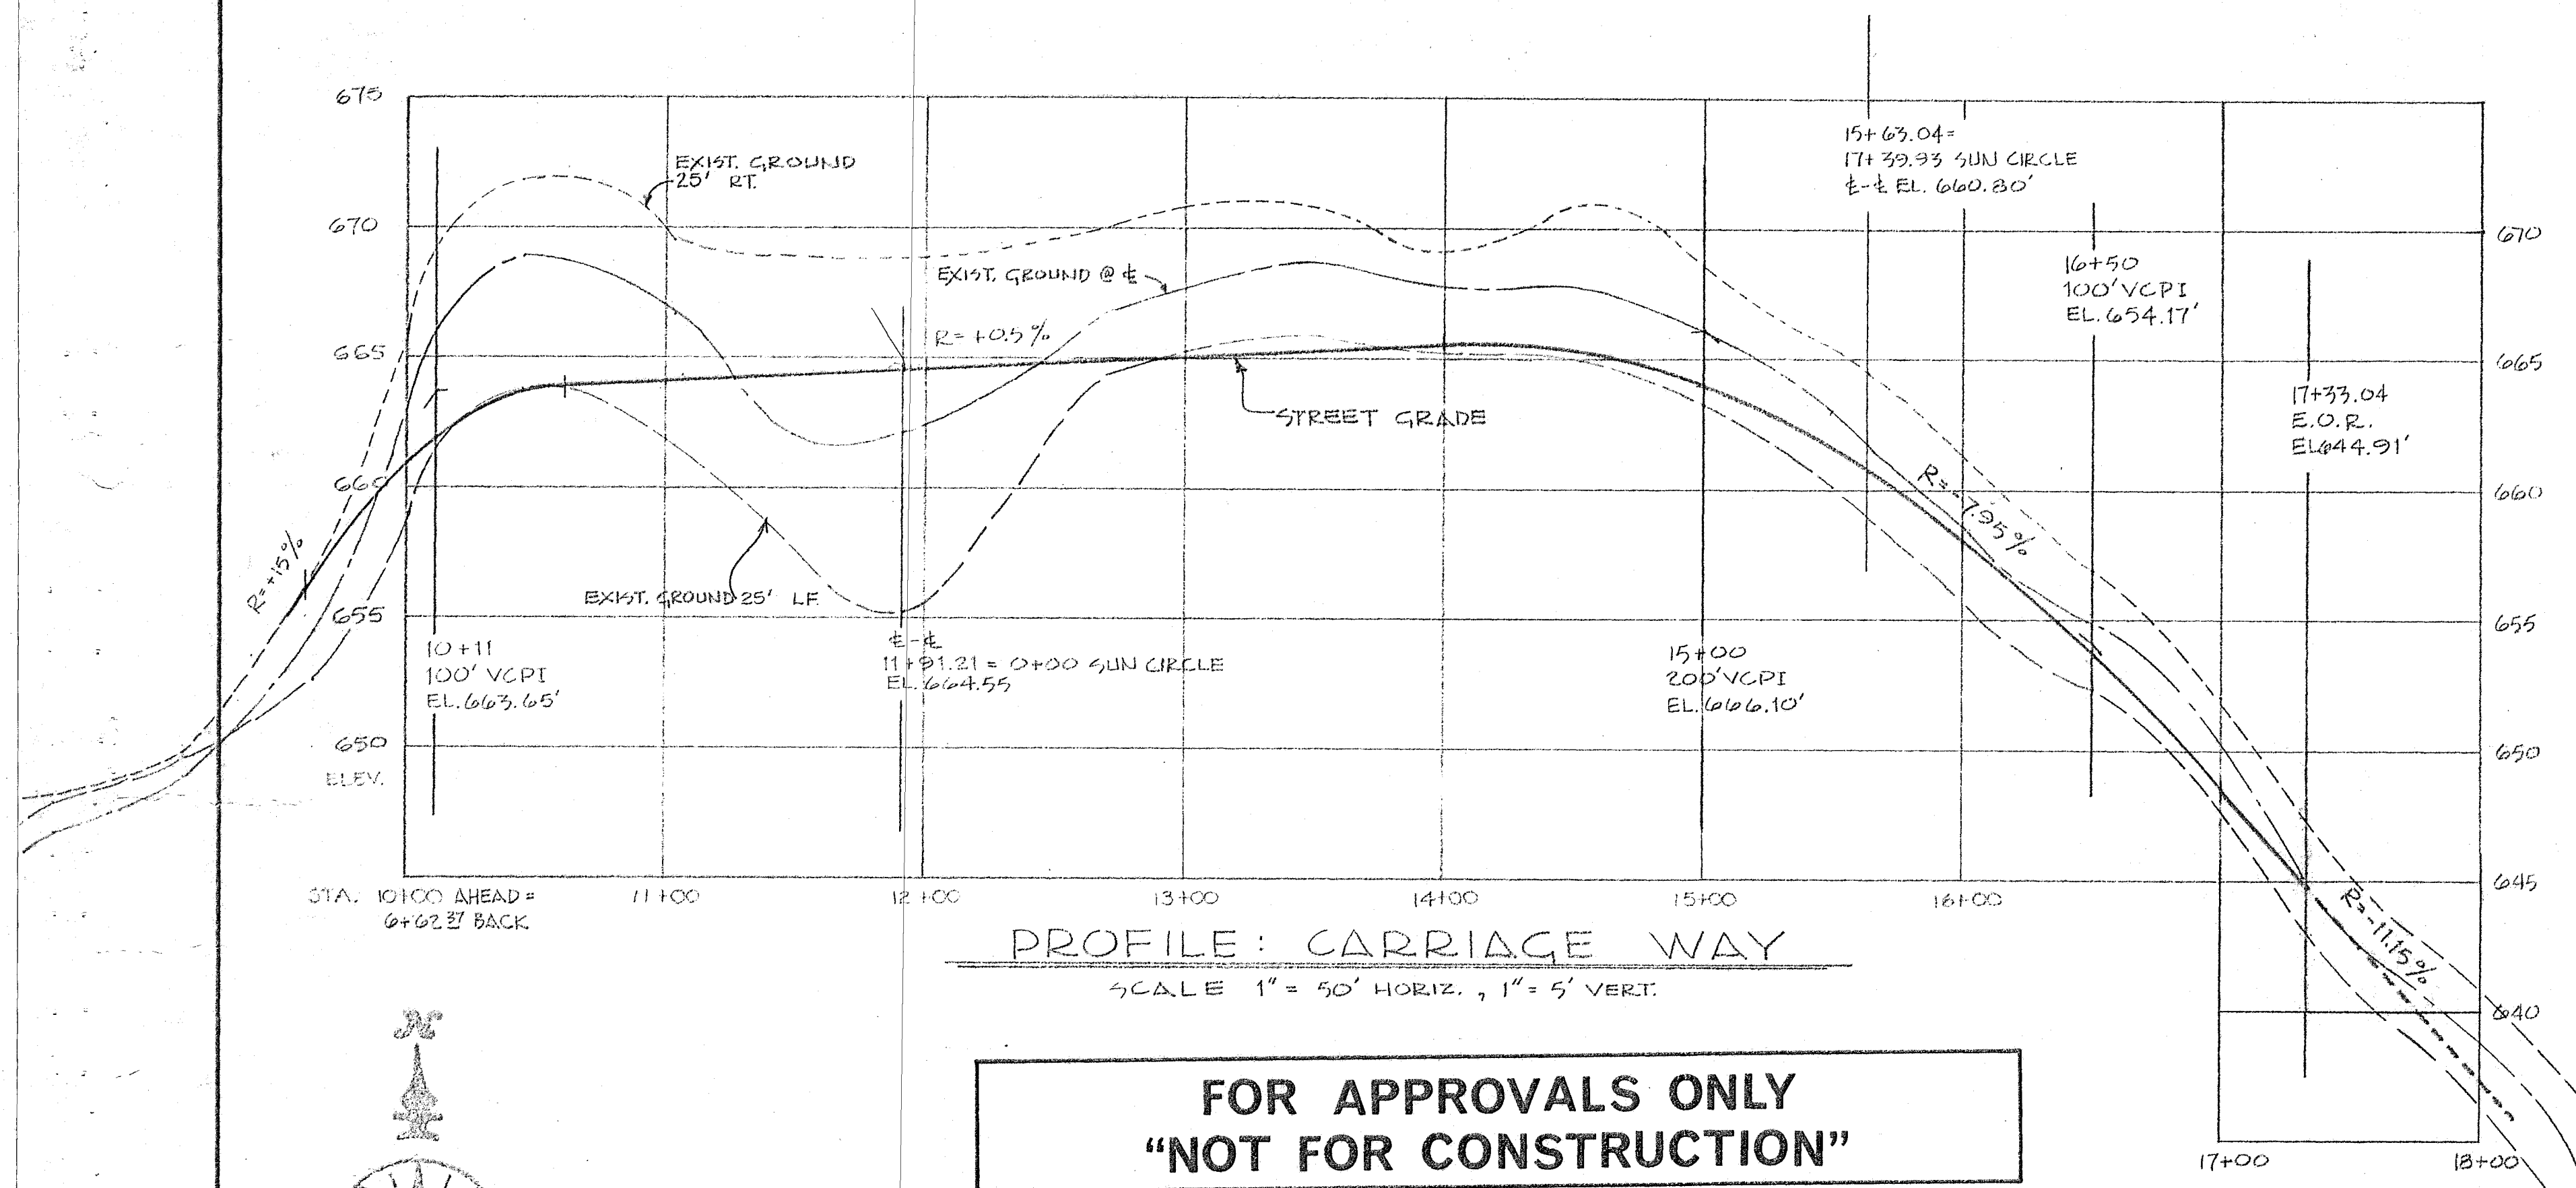 675
EXIST. GROUND
25' RT.
15+63.04=
17+39.93 SUN CIRCLE
℄-℄ EL. 660.80'
670
670
EXIST. GROUND @ ℄
16+50
100' VCPI
EL. 654.17'
R= +0.5%
665
665
STREET GRADE
17+33.04
E.O.R.
EL644.91'
660
R= -7.95%
660
R= +15%
EXIST. GROUND 25' LF.
655
655
10+11
100' VCPI
EL. 663.65'
℄-℄
11+91.21 = 0+00 SUN CIRCLE
EL. 664.55
15+00
200' VCPI
EL. 666.10'
650
650
ELEV.
645
STA. 10+00 AHEAD =
6+62.37 BACK
11+00
12+00
13+00
14+00
15+00
16+00
R= -11.15%
PROFILE: CARRIAGE WAY
SCALE 1" = 50' HORIZ., 1" = 5' VERT.
640
N
FOR APPROVALS ONLY
"NOT FOR CONSTRUCTION"
17+00
18+00